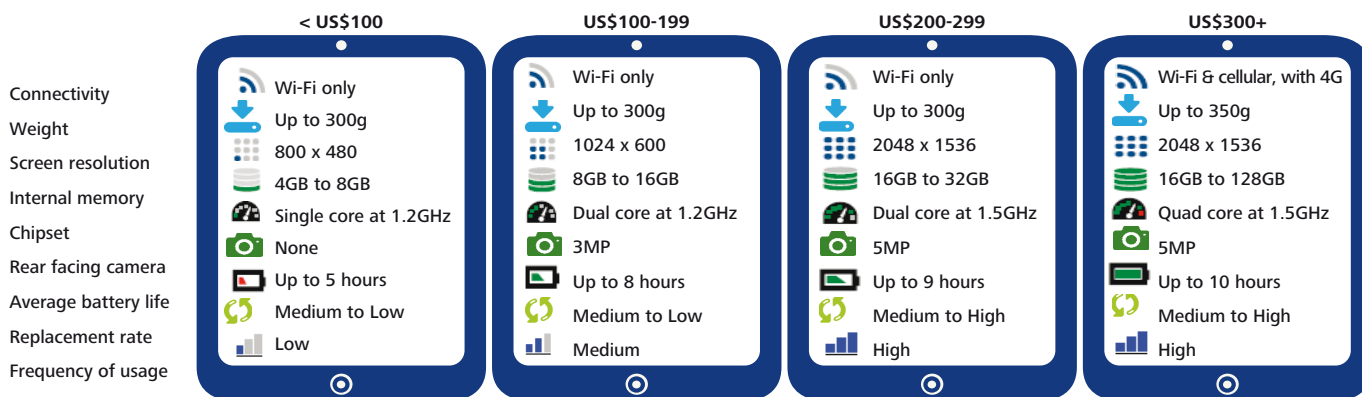 < US$100 US$100-199 US$200-299 US$300+
Connectivity Wi-Fi only Wi-Fi only Wi-Fi only Wi-Fi & cellular, with 4G
Weight Up to 300g Up to 300g Up to 300g Up to 350g
Screen resolution 800 x 480 1024 x 600 2048 x 1536 2048 x 1536
Internal memory 4GB to 8GB 8GB to 16GB 16GB to 32GB 16GB to 128GB
Chipset Single core at 1.2GHz Dual core at 1.2GHz Dual core at 1.5GHz Quad core at 1.5GHz
Rear facing camera None 3MP 5MP 5MP
Average battery life Up to 5 hours Up to 8 hours Up to 9 hours Up to 10 hours
Replacement rate Medium to Low Medium to Low Medium to High Medium to High
Frequency of usage Low Medium High High